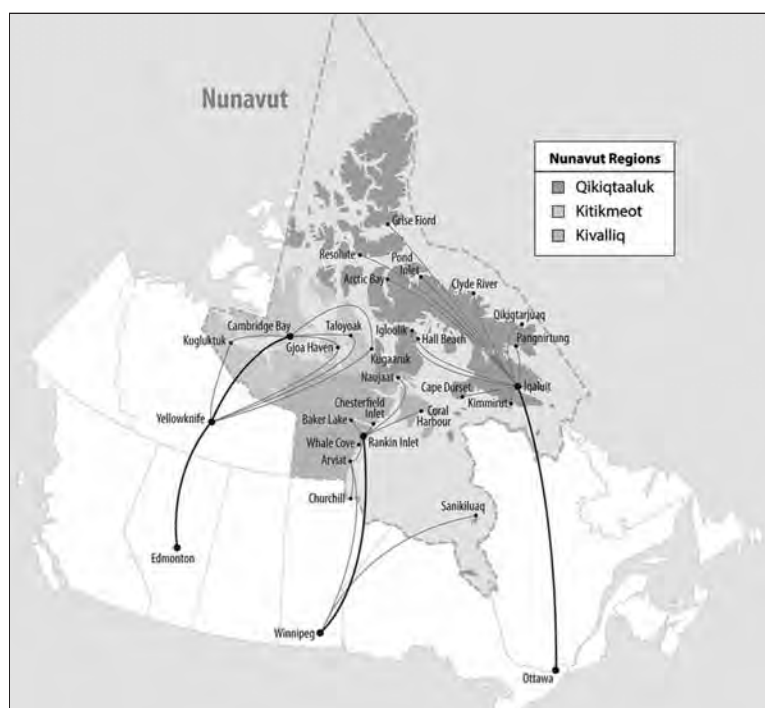 Nunavut
Nunavut Regions
Qikiqtaaluk
Kitikmeot
Kivalliq
Grise Fiord
Resolute
Pond
Inlet
Arctic Bay
Clyde River
Qikiqtarjuaq
Cambridge Bay
Taloyoak
Igloolik
Hall Beach
Pangnirtung
Kugluktuk
Gjoa Haven
Kugaaruk
Naujaat
Cape Dorset
Iqaluit
Kimmirut
Chesterfield
Inlet
Yellowknife
Baker Lake
Coral
Harbour
Whale Cove
Rankin Inlet
Arviat
Churchill
Sanikiluaq
Edmonton
Winnipeg
Ottawa